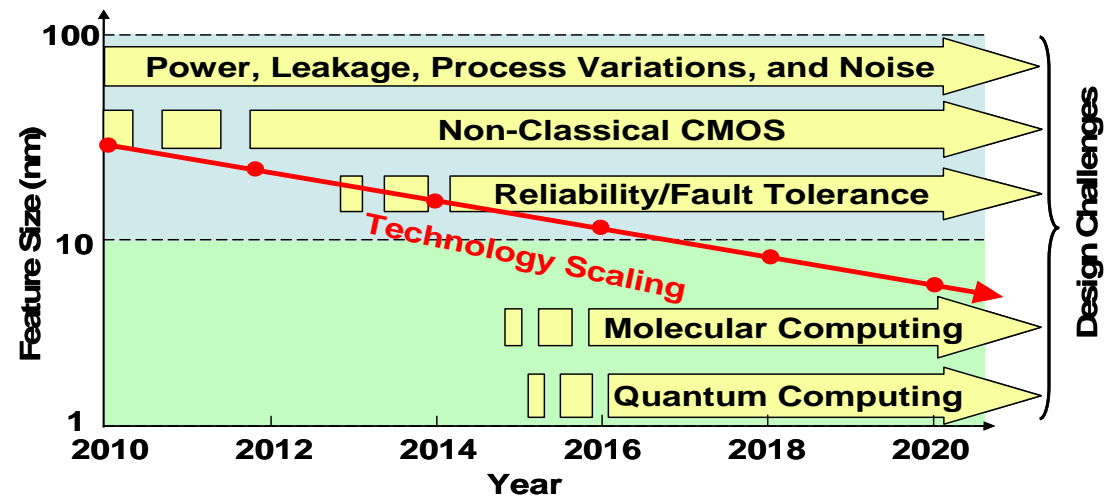 100
Power, Leakage, Process Variations, and Noise
Non-Classical CMOS
Reliability/Fault Tolerance
Technology Scaling
10
Molecular Computing
Quantum Computing
1
2010
2012
2014
2016
2018
2020
Year
Feature Size (nm)
Design Challenges